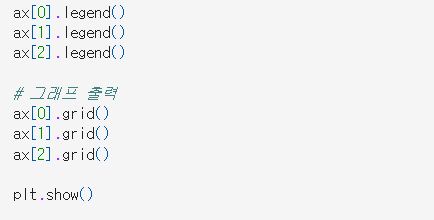 ax[0].legend()
ax[1].legend()
ax[2].legend()

# 그래프 출력
ax[0].grid()
ax[1].grid()
ax[2].grid()

plt.show()